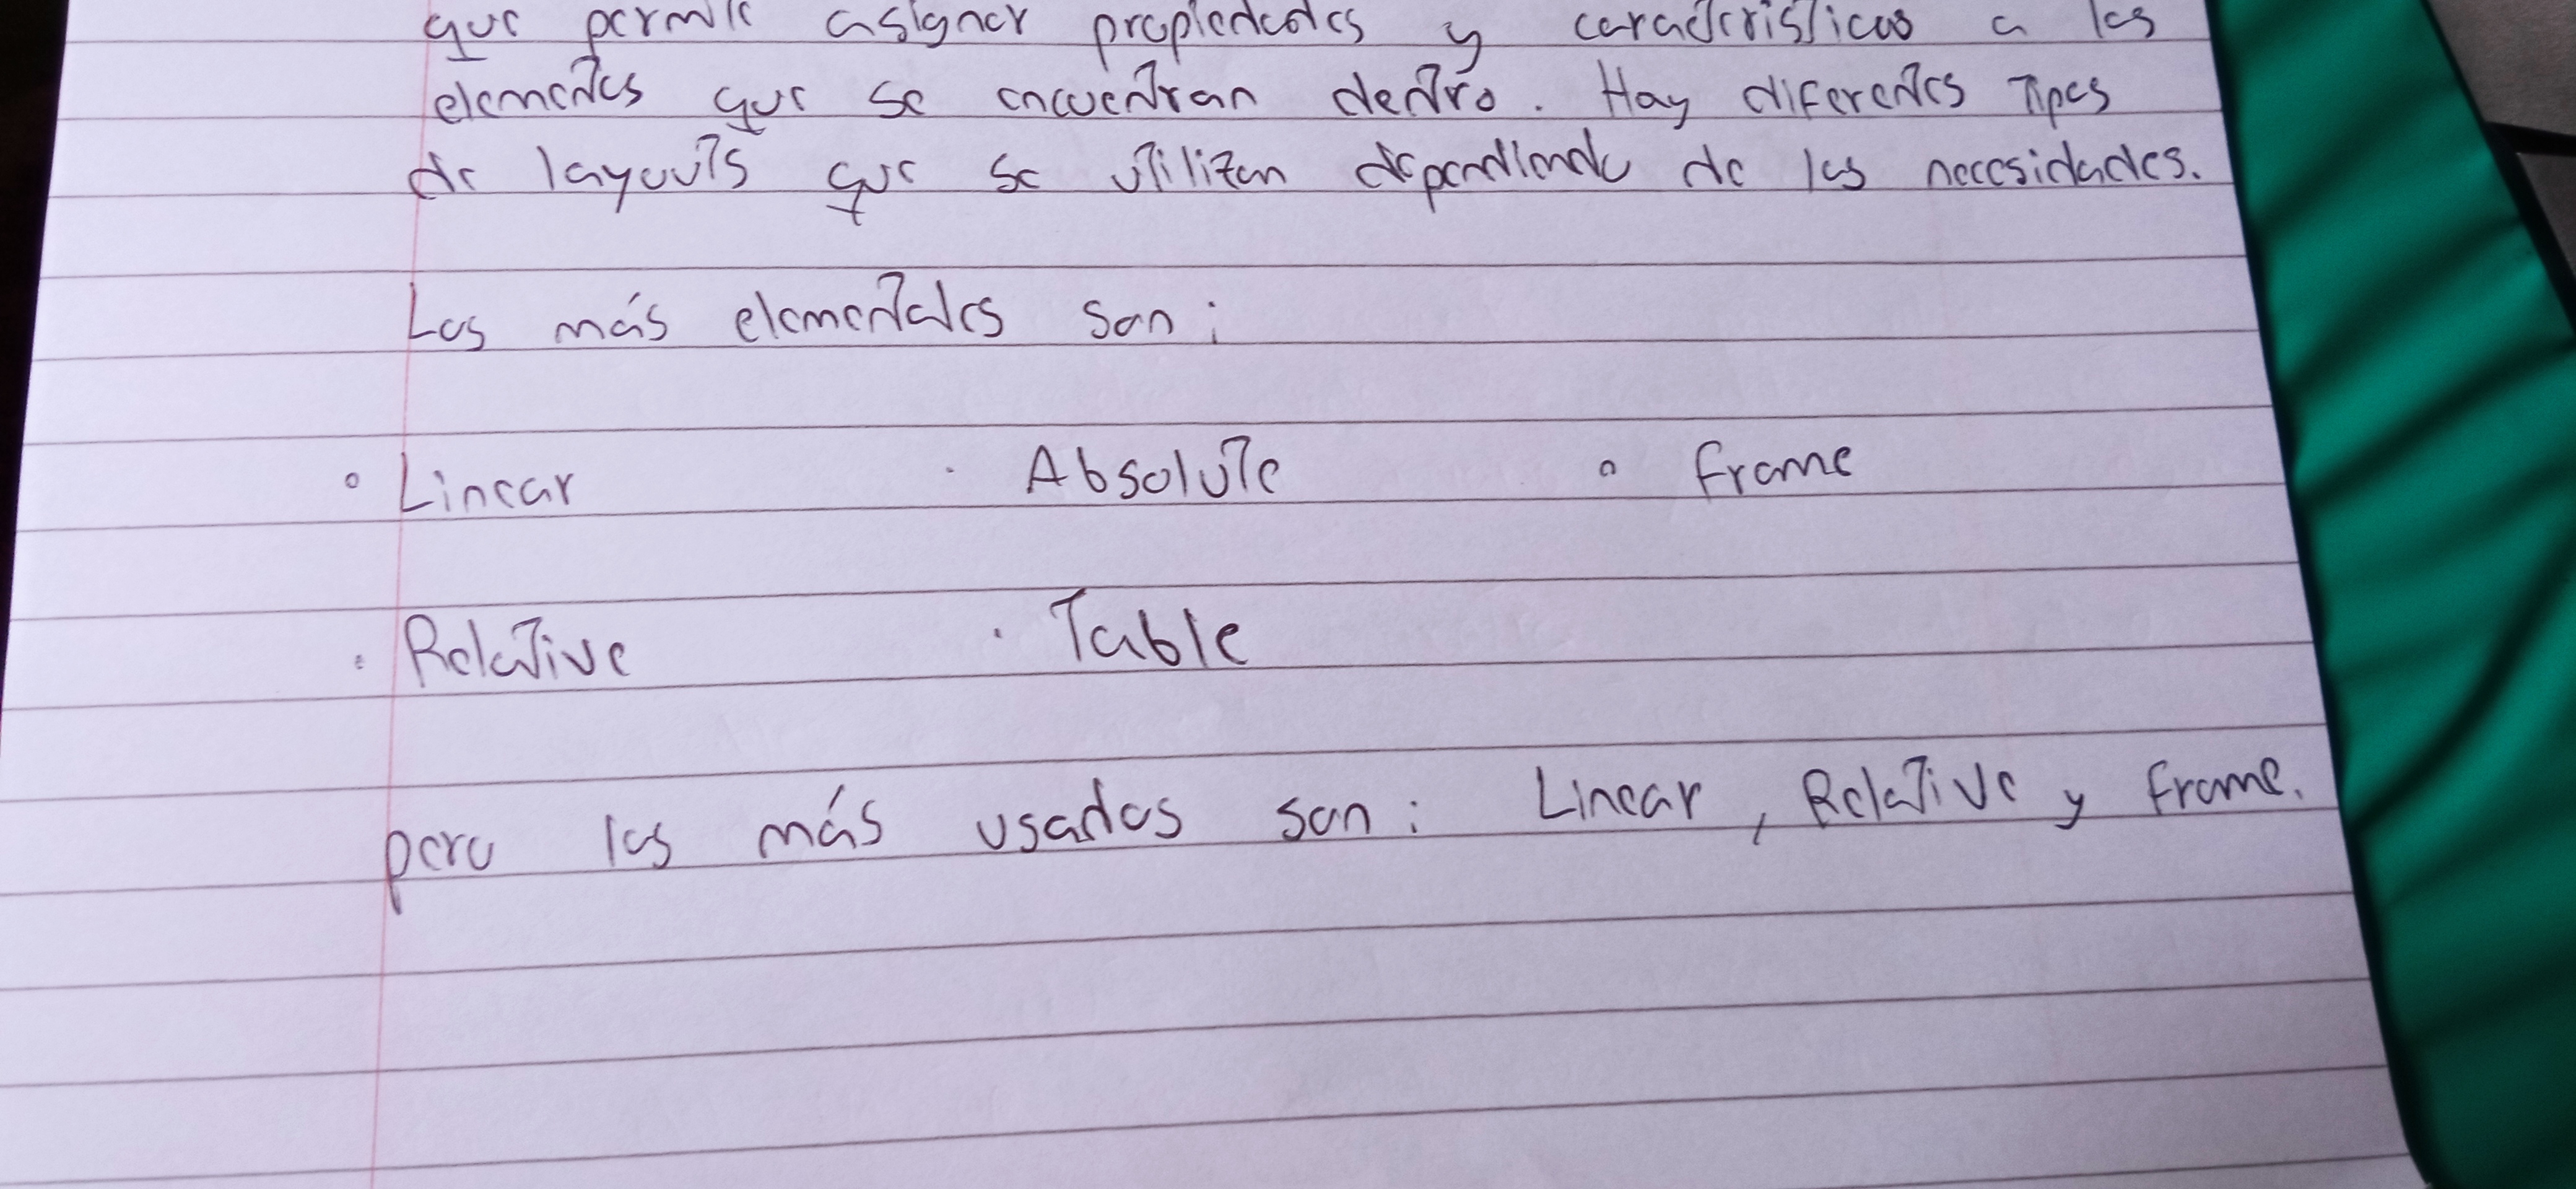 que permite asignar propiedades y características a los
elementos que se encuentran dentro. Hay diferentes Tipos
de layouts que se utilizan dependiendo de las necesidades.
Los más elementales son:
° Linear · Absolute ° Frame
· Relative · Table
pero los más usados son: Linear, Relative y Frame.